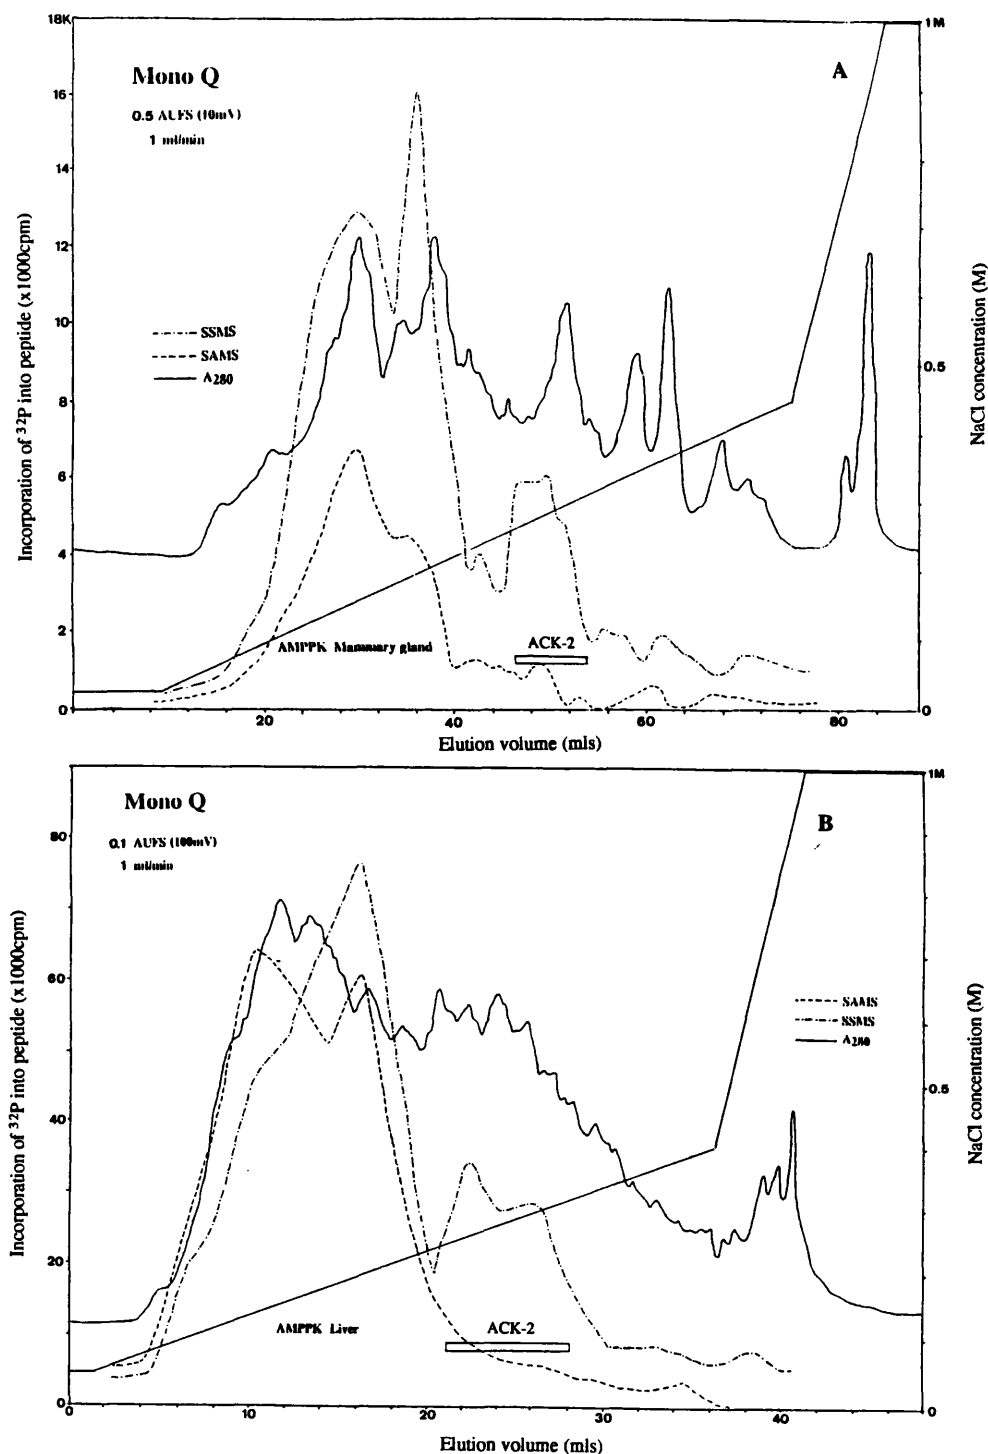 18K
16
14
12
10
8
6
4
2
0
Incorporation of ³²P into peptide (x1000cpm)
Mono Q
0.5 AUFS (10mV)
1 ml/min
A
SSMS
SAMS
A280
AMPPK Mammary gland
ACK-2
1M
0.5
0
NaCl concentration (M)
20
40
60
80
Elution volume (mls)
80
60
40
20
0
Incorporation of ³²P into peptide (x1000cpm)
Mono Q
0.1 AUFS (100mV)
1 ml/min
B
SAMS
SSMS
A280
AMPPK Liver
ACK-2
1M
0.5
0
NaCl concentration (M)
0
10
20
30
40
Elution volume (mls)